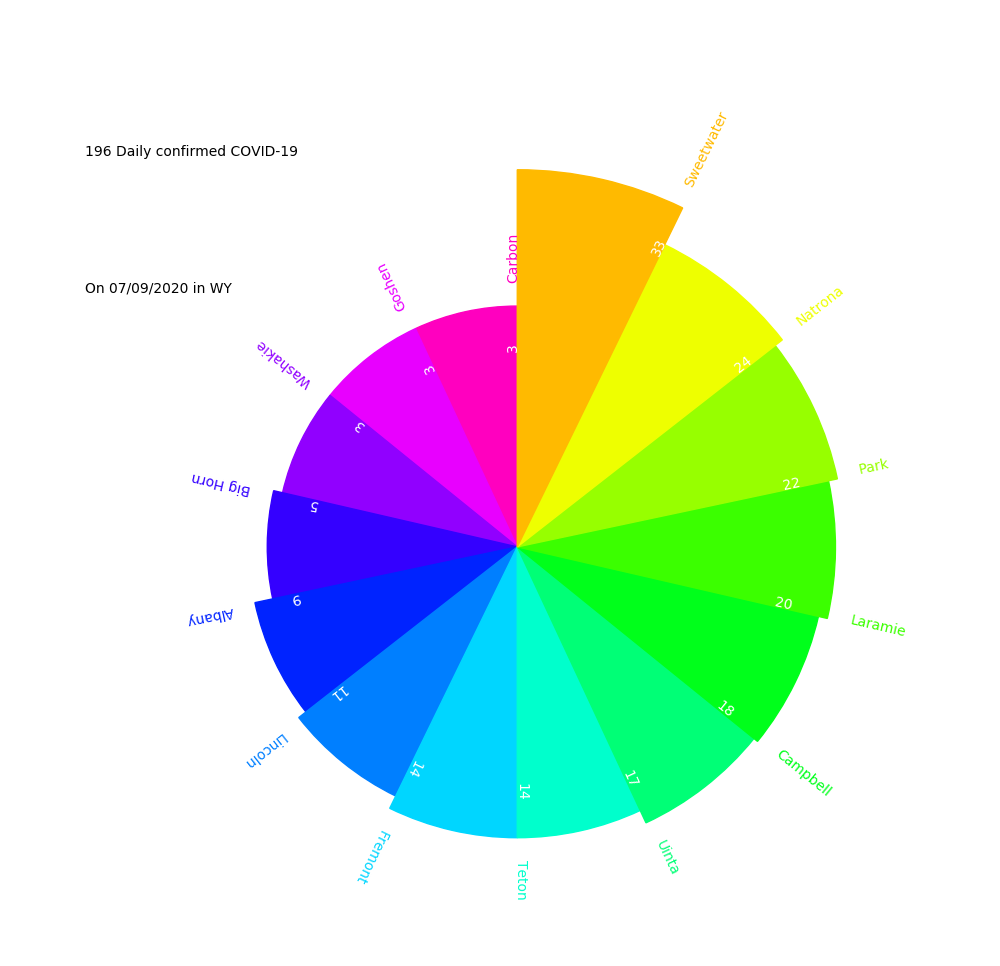 196 Daily confirmed COVID-19
On 07/09/2020 in WY
Sweetwater
33
Natrona
24
Park
22
Laramie
20
Campbell
18
Uinta
17
Teton
14
Fremont
14
Lincoln
11
Albany
9
Big Horn
5
Washakie
3
Goshen
3
Carbon
3